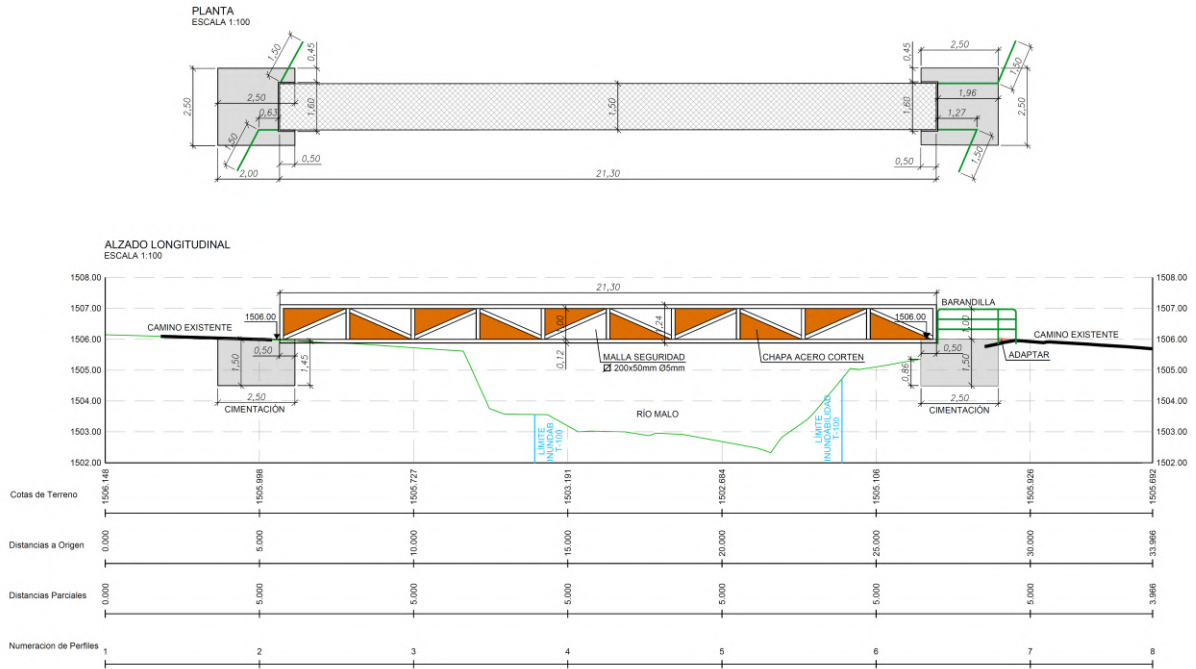 PLANTA
ESCALA 1:100
1,50
0,45
0,45
2,50
1,50
2,50
2,50
0,63
1,60
1,50
1,60
1,96
1,27
2,50
1,50
0,50
0,50
1,50
2,00
21,30
ALZADO LONGITUDINAL
ESCALA 1:100
1508.00
1508.00
21,30
1507.00
BARANDILLA
1507.00
1506.00
1,00
1,24
1506.00
1,00
CAMINO EXISTENTE
CAMINO EXISTENTE
1506.00
1506.00
0,50
0,12
MALLA SEGURIDAD
CHAPA ACERO CORTEN
0,50
ADAPTAR
1,50
1,45
200x50mm Ø5mm
0,86
1,50
1505.00
1505.00
2,50
2,50
CIMENTACIÓN
CIMENTACIÓN
1504.00
1504.00
RÍO MALO
1503.00
LÍMITE
INUNDAB.
T-100
LÍMITE
INUNDABILIDAD
T-100
1503.00
1502.00
1502.00
Cotas de Terreno 1506.148 1505.998 1505.727 1503.191 1502.684 1505.106 1505.926 1505.692
Distancias a Origen 0.000 5.000 10.000 15.000 20.000 25.000 30.000 33.966
Distancias Parciales 0.000 5.000 5.000 5.000 5.000 5.000 5.000 3.966
Numeracion de Perfiles 1 2 3 4 5 6 7 8